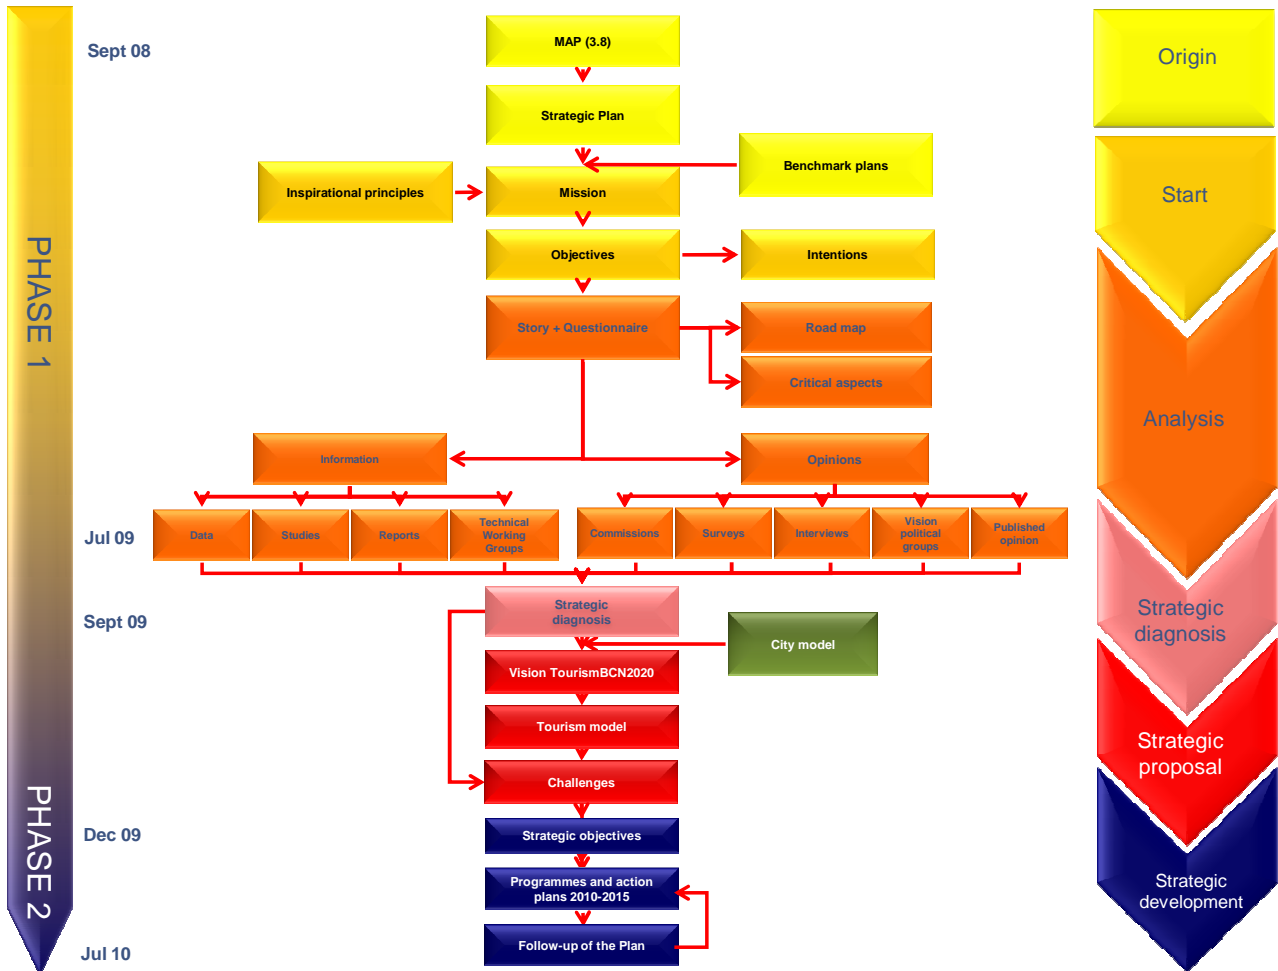 Sept 08
MAP (3.8)
Origin
Strategic Plan
Benchmark plans
Inspirational principles
Mission
Start
PHASE 1
Objectives
Intentions
Story + Questionnaire
Road map
Critical aspects
Analysis
Information
Opinions
Jul 09
Data
Studies
Reports
Technical
Working
Groups
Commissions
Surveys
Interviews
Vision
political
groups
Published
opinion
Sept 09
Strategic
diagnosis
City model
Strategic
diagnosis
Vision TourismBCN2020
Tourism model
Strategic
proposal
Challenges
PHASE 2
Dec 09
Strategic objectives
Programmes and action
plans 2010-2015
Strategic
development
Follow-up of the Plan
Jul 10